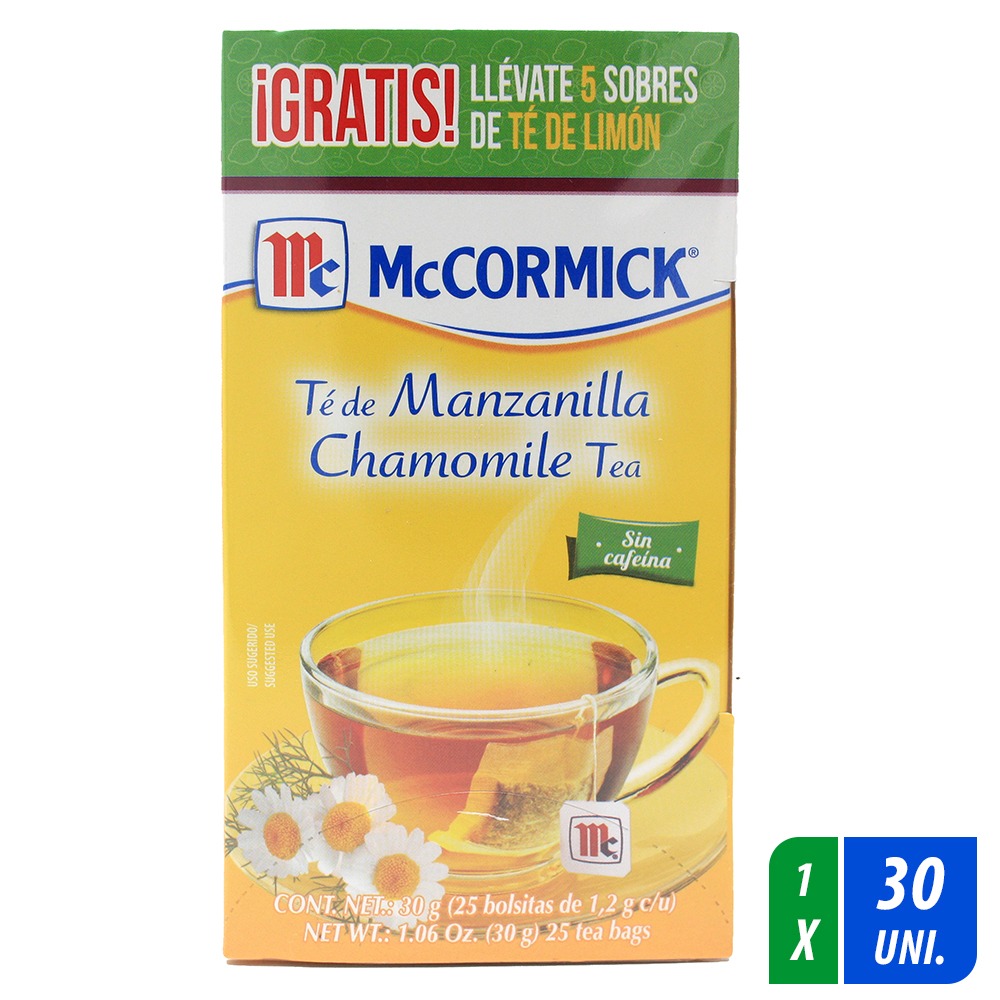 ¡GRATIS! LLÉVATE 5 SOBRES
DE TÉ DE LIMÓN
Mc McCORMICK®
Té de Manzanilla
Chamomile Tea
Sin
cafeína
USO SUGERIDO/
SUGGESTED USE
Mc
CONT. NET.: 30 g (25 bolsitas de 1,2 g c/u)
NET WT.: 1.06 Oz. (30 g) 25 tea bags
1
X
30
UNI.